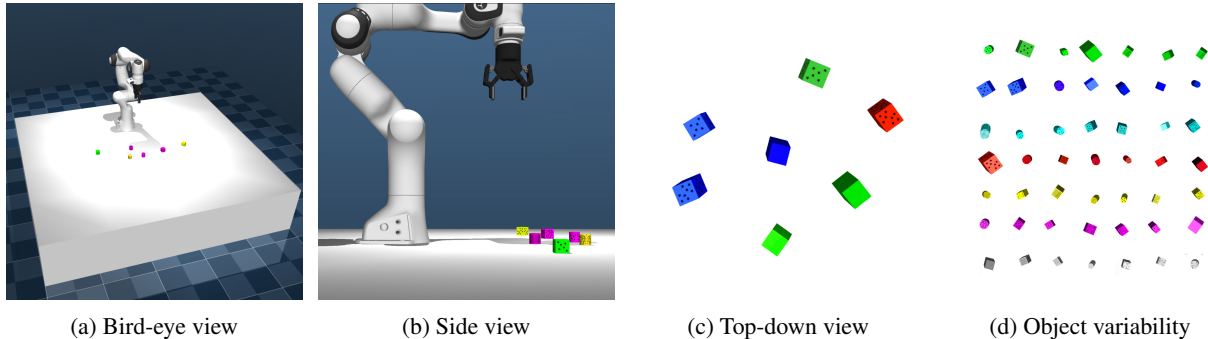 (a) Bird-eye view
(b) Side view
(c) Top-down view
(d) Object variability